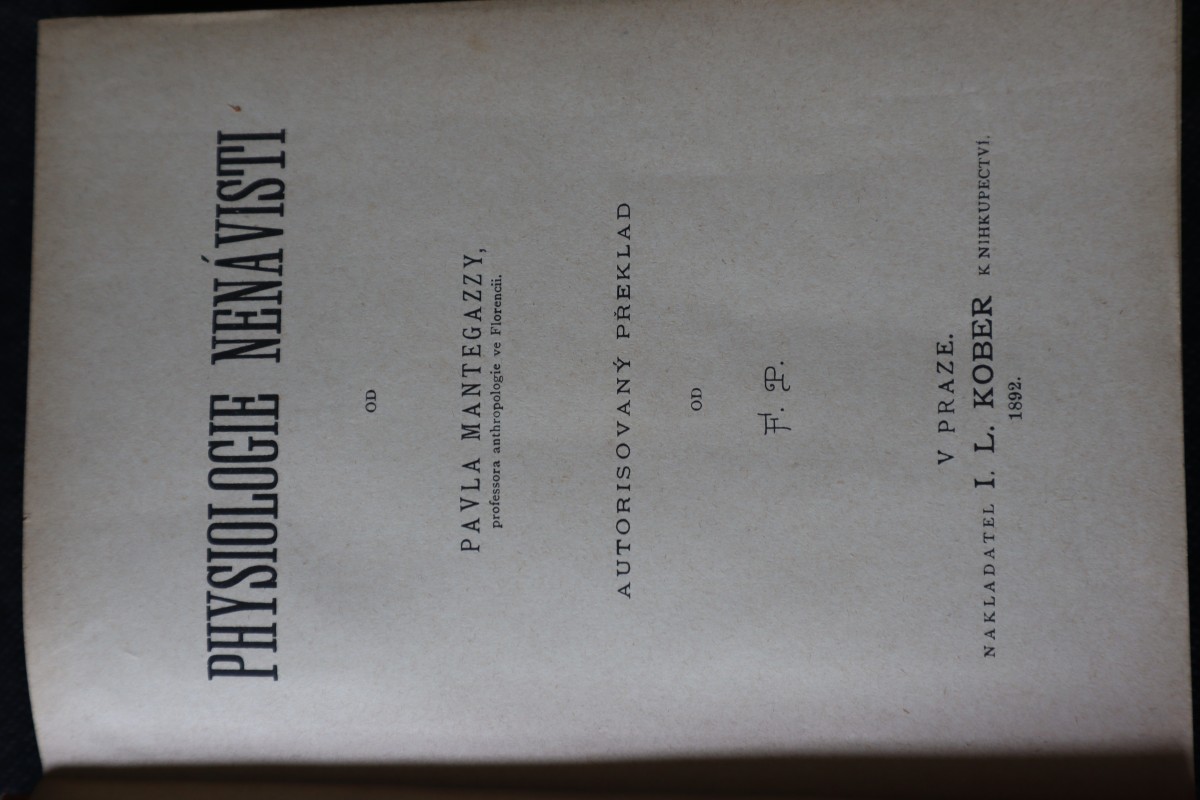 PHYSIOLOGIE NENÁVISTI
OD
PAVLA MANTEGAZZY,
professora anthropologie ve Florencii.
AUTORISOVANÝ PŘEKLAD
OD
F. P.
V PRAZE.
NAKLADATEL I. L. KOBER KNIHKUPECTVÍ.
1892.